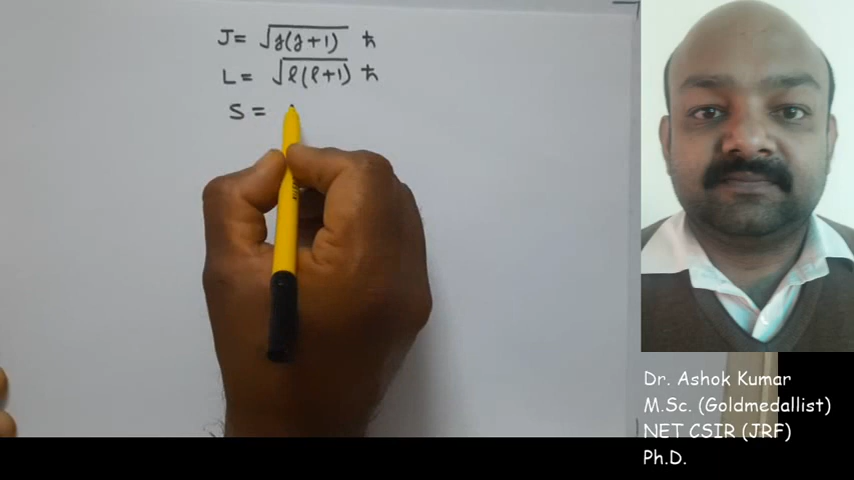 J = √j(j+1) ħ
L = √l(l+1) ħ
S =
Dr. Ashok Kumar
M.Sc. (Goldmedallist)
NET CSIR (JRF)
Ph.D.